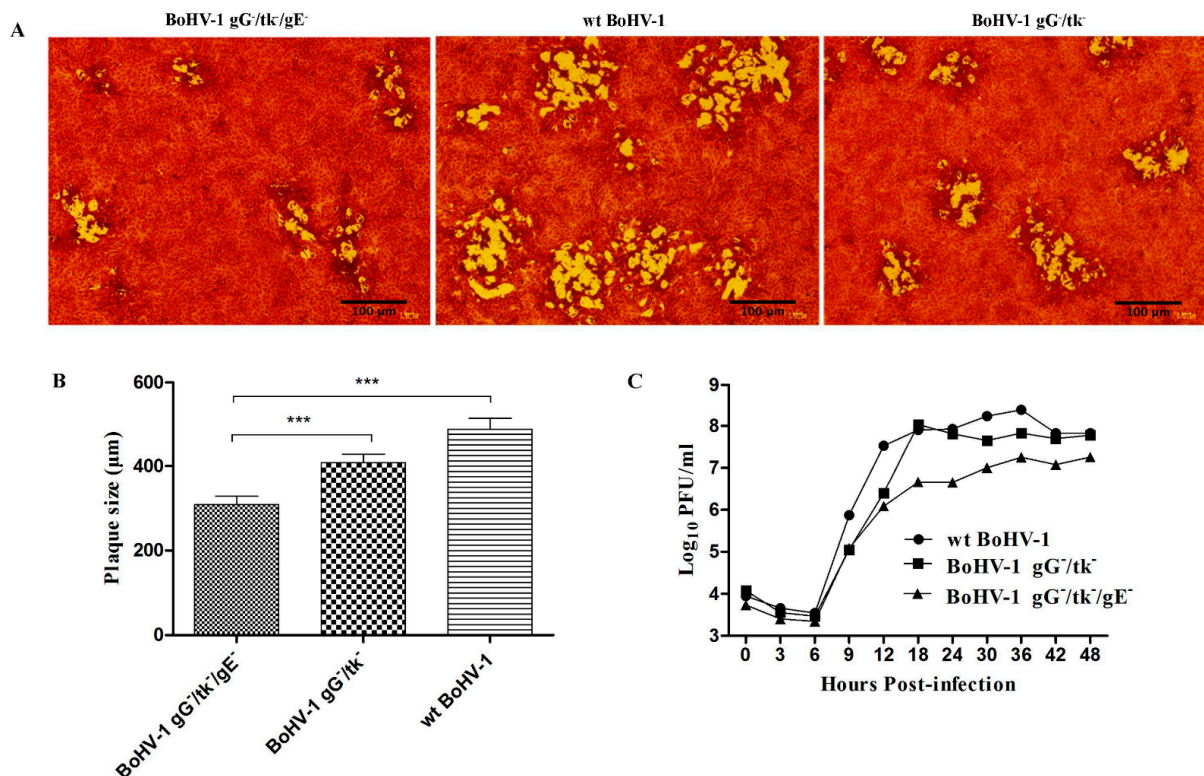 A
BoHV-1 gG⁻/tk⁻/gE⁻
wt BoHV-1
BoHV-1 gG⁻/tk⁻
100 µm
100 µm
100 µm
B
Plaque size (µm)
600
400
200
0
***
***
BoHV-1 gG⁻/tk⁻/gE⁻
BoHV-1 gG⁻/tk⁻
wt BoHV-1
C
Log₁₀ PFU/ml
9
8
7
6
5
4
3
wt BoHV-1
BoHV-1 gG⁻/tk⁻
BoHV-1 gG⁻/tk⁻/gE⁻
0 3 6 9 12 18 24 30 36 42 48
Hours Post-infection